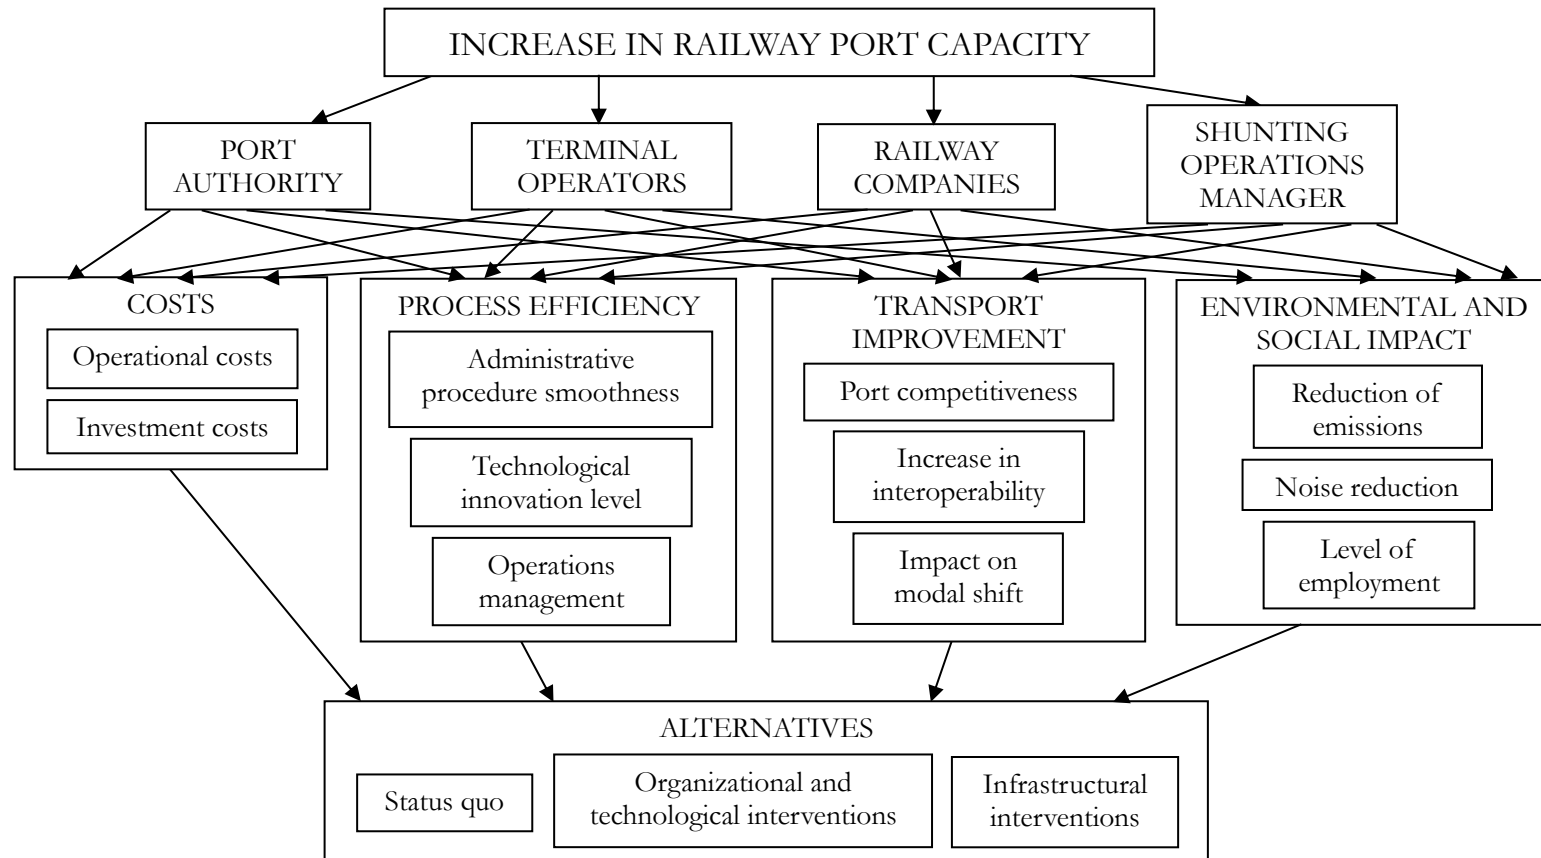 INCREASE IN RAILWAY PORT CAPACITY
PORT
AUTHORITY
TERMINAL
OPERATORS
RAILWAY
COMPANIES
SHUNTING
OPERATIONS
MANAGER
COSTS
Operational costs
Investment costs
PROCESS EFFICIENCY
Administrative
procedure smoothness
Technological
innovation level
Operations
management
TRANSPORT
IMPROVEMENT
Port competitiveness
Increase in
interoperability
Impact on
modal shift
ENVIRONMENTAL AND
SOCIAL IMPACT
Reduction of
emissions
Noise reduction
Level of
employment
ALTERNATIVES
Status quo
Organizational and
technological interventions
Infrastructural
interventions